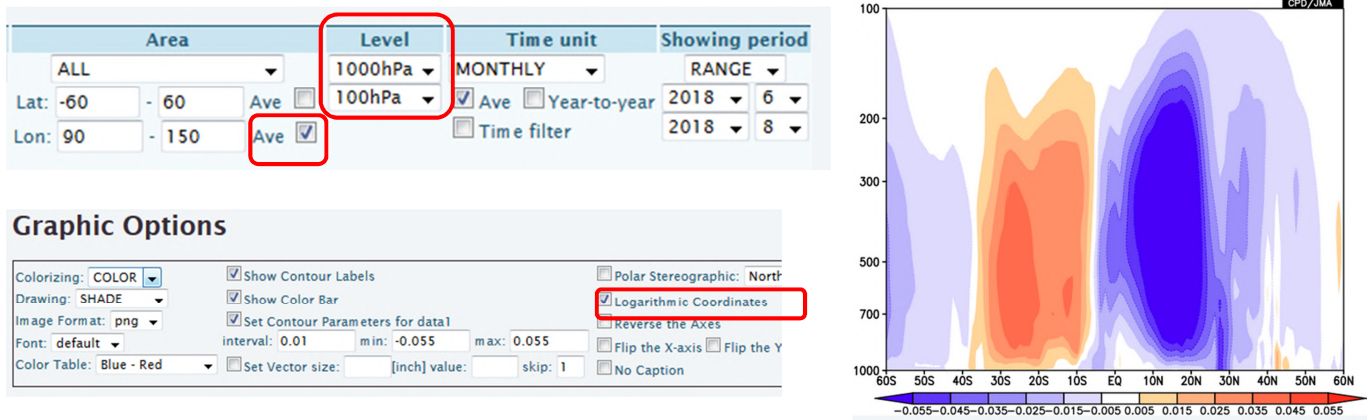 Area Level Time unit Showing period
ALL 1000hPa MONTHLY RANGE
Lat: -60 - 60 Ave 100hPa Ave Year-to-year 2018 6
Lon: 90 - 150 Ave Time filter 2018 8
Graphic Options
Colorizing: COLOR Show Contour Labels Polar Stereographic: North
Drawing: SHADE Show Color Bar Logarithmic Coordinates
Image Format: png Set Contour Parameters for data1 Reverse the Axes
Font: default interval: 0.01 min: -0.055 max: 0.055 Flip the X-axis Flip the Y
Color Table: Blue - Red Set Vector size: [inch] value: skip: 1 No Caption
CPD/JMA
100
200
300
500
700
1000
60S 50S 40S 30S 20S 10S EQ 10N 20N 30N 40N 50N 60N
-0.055-0.045-0.035-0.025-0.015-0.005 0.005 0.015 0.025 0.035 0.045 0.055